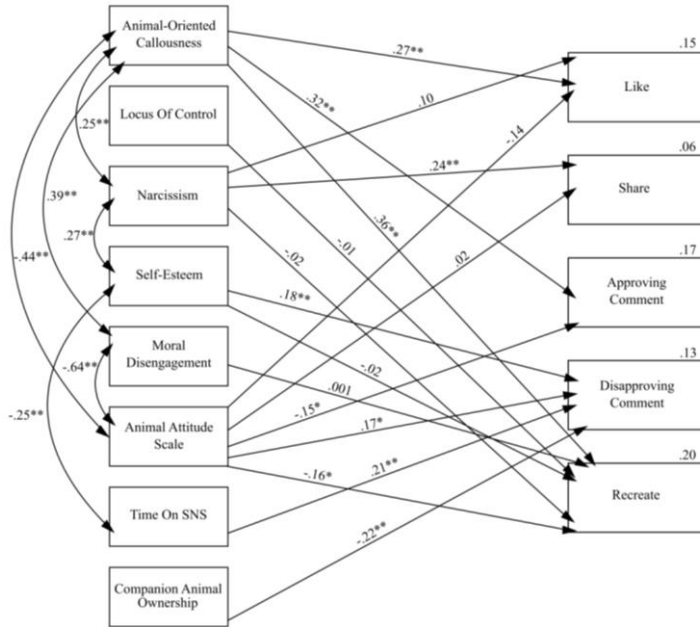 Animal-Oriented
Callousness
Locus Of Control
Narcissism
Self-Esteem
Moral
Disengagement
Animal Attitude
Scale
Time On SNS
Companion Animal
Ownership
.25**
.39**
.27**
-.44**
-.64**
-.25**
.27**
.32**
.10
-.14
.24**
.36**
-.01
-.02
.02
.18**
-.02
.001
-.15*
.17*
-.16*
.21**
-.22**
.15
Like
.06
Share
.17
Approving
Comment
.13
Disapproving
Comment
.20
Recreate